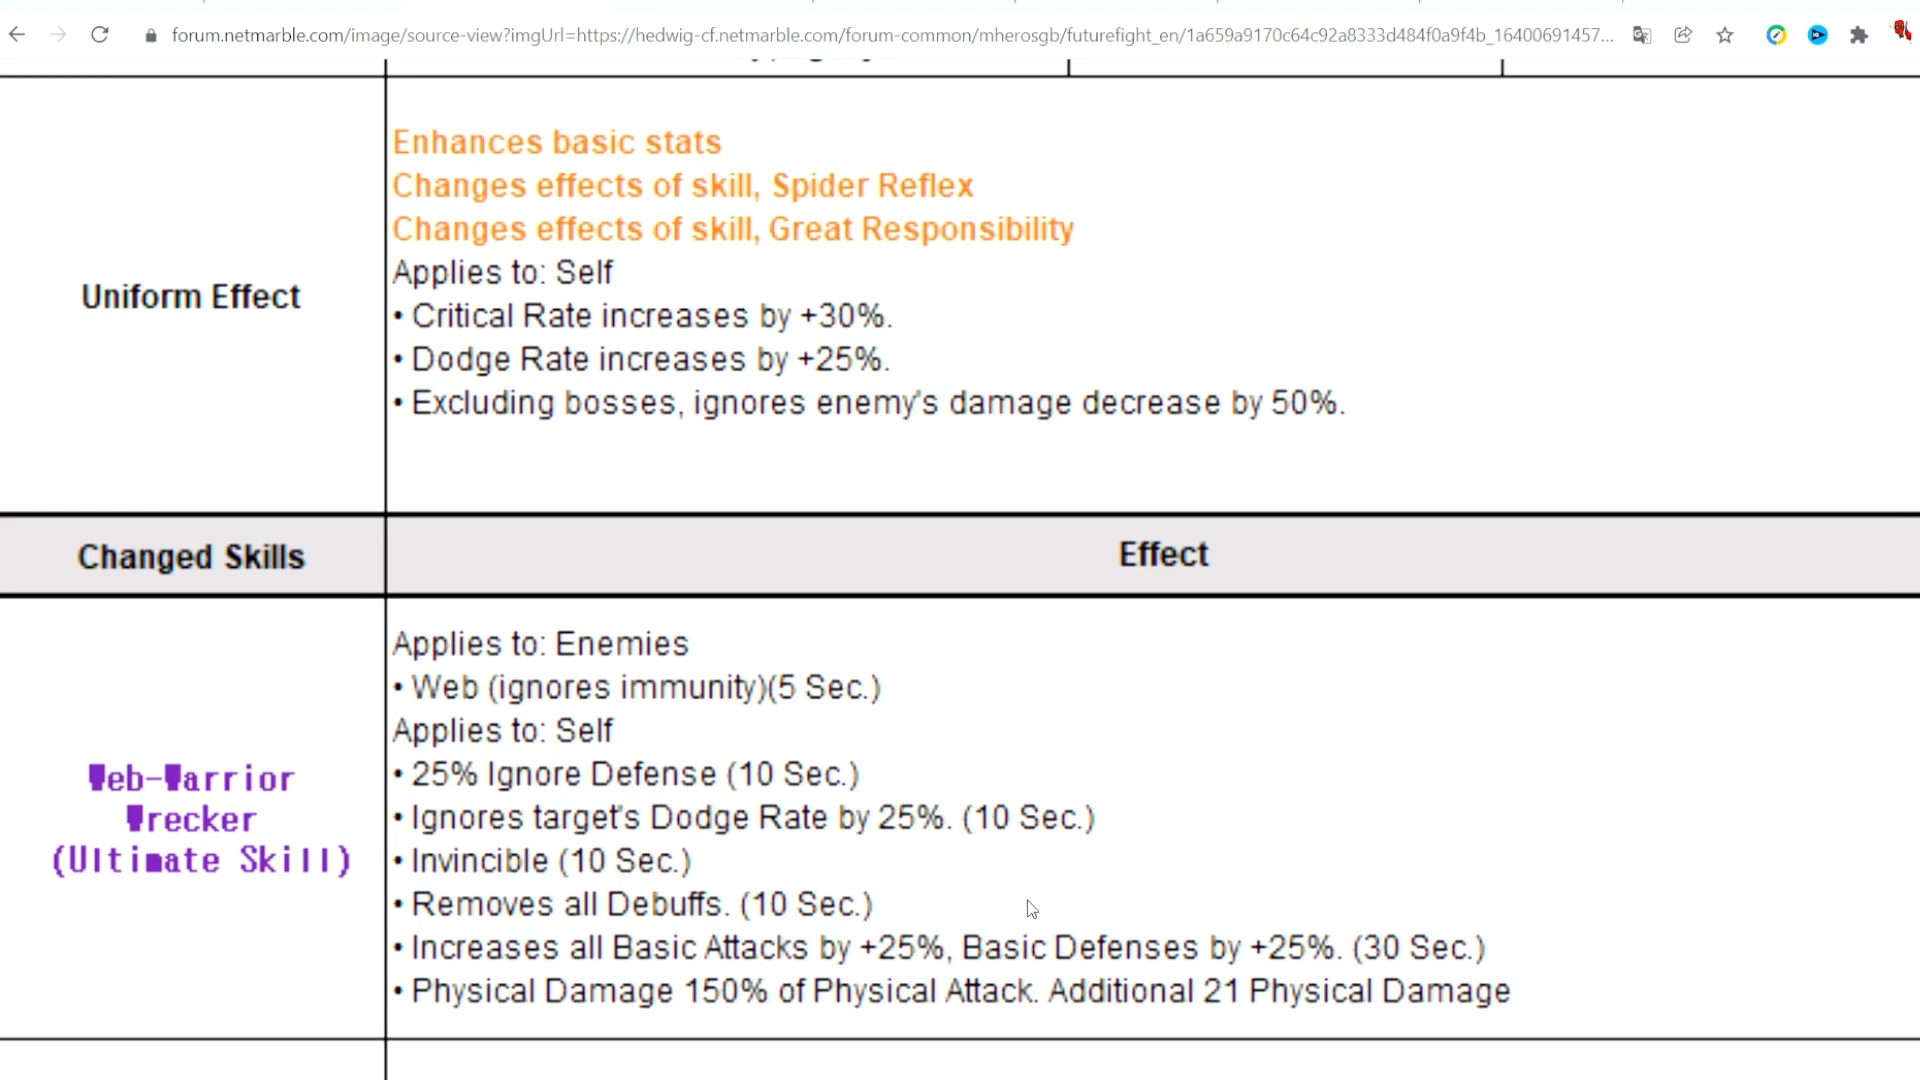 forum.netmarble.com/image/source-view?imgUrl=https://hedwig-cf.netmarble.com/forum-common/mherosgb/futurefight_en/1a659a9170c64c92a8333d484f0a9f4b_16400691457...
Enhances basic stats
Changes effects of skill, Spider Reflex
Changes effects of skill, Great Responsibility
Uniform Effect
Applies to: Self
• Critical Rate increases by +30%.
• Dodge Rate increases by +25%.
• Excluding bosses, ignores enemy's damage decrease by 50%.
Changed Skills
Effect
Web-Warrior
Wrecker
(Ultimate Skill)
Applies to: Enemies
• Web (ignores immunity)(5 Sec.)
Applies to: Self
• 25% Ignore Defense (10 Sec.)
• Ignores target's Dodge Rate by 25%. (10 Sec.)
• Invincible (10 Sec.)
• Removes all Debuffs. (10 Sec.)
• Increases all Basic Attacks by +25%, Basic Defenses by +25%. (30 Sec.)
• Physical Damage 150% of Physical Attack. Additional 21 Physical Damage